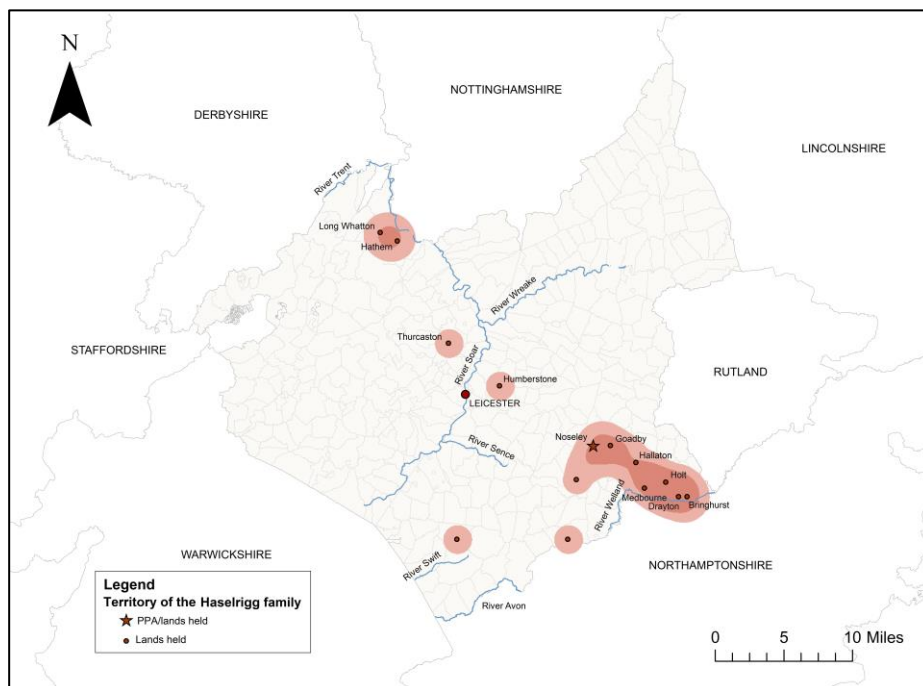 N
NOTTINGHAMSHIRE
DERBYSHIRE
LINCOLNSHIRE
River Trent
Long Whatton
Hathern
River Wreake
Thurcaston
STAFFORDSHIRE
River Soar
RUTLAND
Humberstone
LEICESTER
Noseley
Goadby
River Sence
Hallaton
Holt
Medbourne
Drayton
Bringhurst
River Welland
WARWICKSHIRE
River Swift
NORTHAMPTONSHIRE
River Avon
Legend
Territory of the Haselrigg family
PPA/lands held
Lands held
0 5 10 Miles